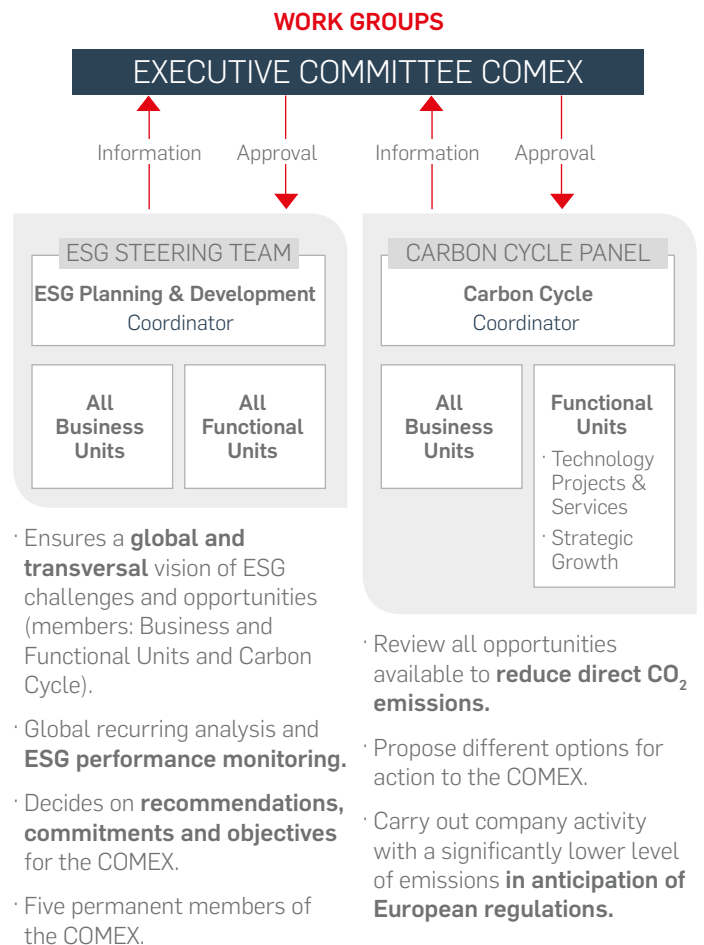 WORK GROUPS
EXECUTIVE COMMITTEE COMEX
Information
Approval
Information
Approval
ESG STEERING TEAM
ESG Planning & Development
Coordinator
All
Business
Units
All
Functional
Units
· Ensures a global and
transversal vision of ESG
challenges and opportunities
(members: Business and
Functional Units and Carbon
Cycle).
· Global recurring analysis and
ESG performance monitoring.
· Decides on recommendations,
commitments and objectives
for the COMEX.
· Five permanent members of
the COMEX.
CARBON CYCLE PANEL
Carbon Cycle
Coordinator
All
Business
Units
Functional
Units
· Technology
Projects &
Services
· Strategic
Growth
· Review all opportunities
available to reduce direct CO₂
emissions.
· Propose different options for
action to the COMEX.
· Carry out company activity
with a significantly lower level
of emissions in anticipation of
European regulations.